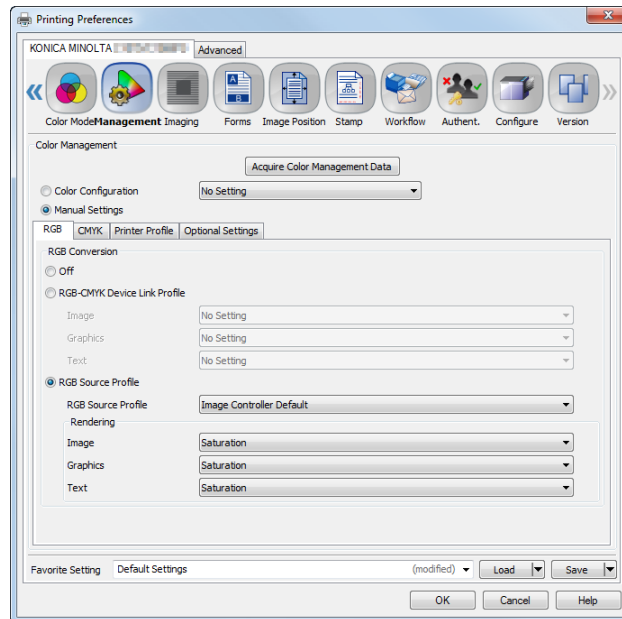 Printing Preferences
KONICA MINOLTA
Advanced
Color Mode Management Imaging Forms Image Position Stamp Workflow Authent. Configure Version
Color Management
Acquire Color Management Data
Color Configuration No Setting
Manual Settings
RGB CMYK Printer Profile Optional Settings
RGB Conversion
Off
RGB-CMYK Device Link Profile
Image No Setting
Graphics No Setting
Text No Setting
RGB Source Profile
RGB Source Profile Image Controller Default
Rendering
Image Saturation
Graphics Saturation
Text Saturation
Favorite Setting Default Settings (modified) Load Save
OK Cancel Help